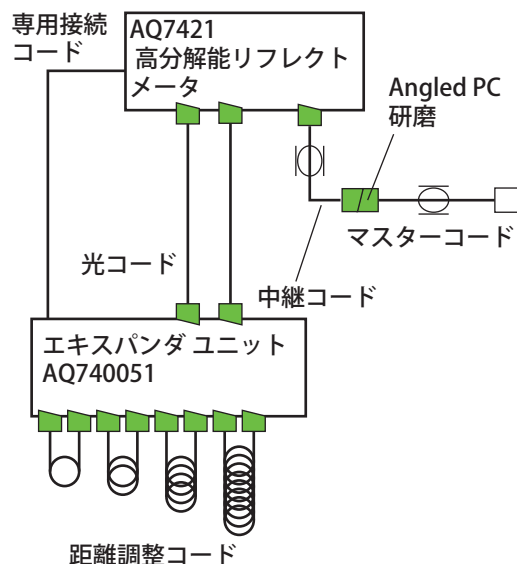 専用接続
コード
AQ7421
高分解能リフレクト
メータ
Angled PC
研磨
マスターコード
光コード
中継コード
エキスパンダ ユニット
AQ740051
距離調整コード